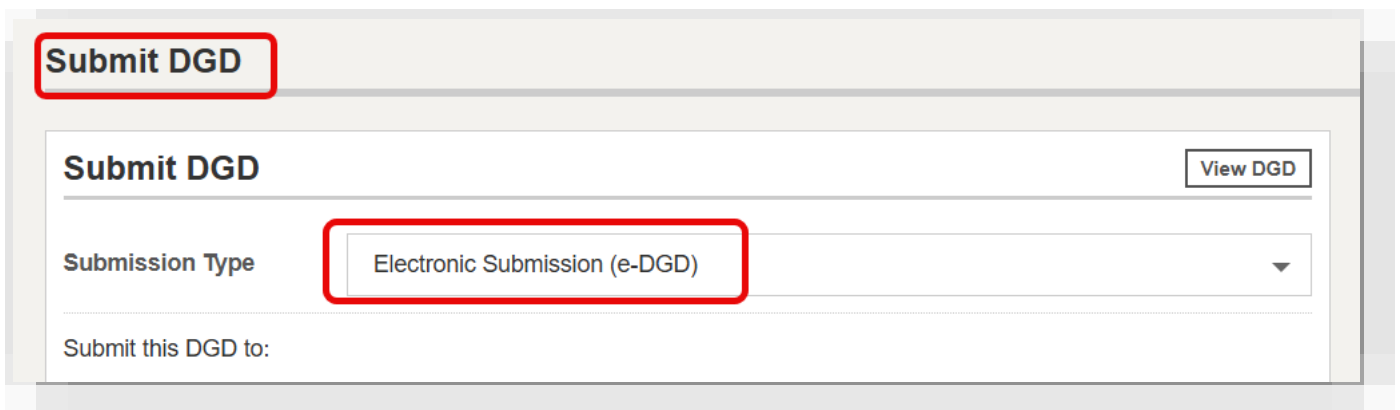 Submit DGD
Submit DGD
View DGD
Submission Type
Electronic Submission (e-DGD)
Submit this DGD to: